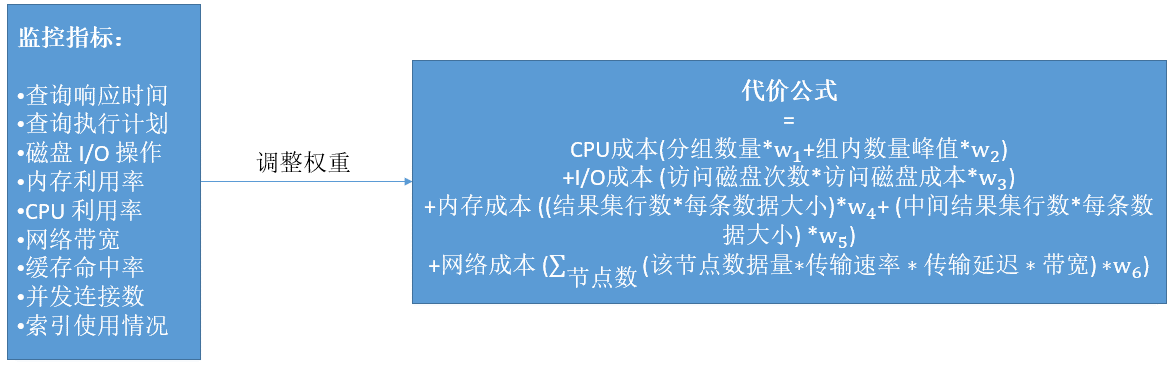 监控指标：
•查询响应时间
•查询执行计划
•磁盘 I/O 操作
•内存利用率
•CPU 利用率
•网络带宽
•缓存命中率
•并发连接数
•索引使用情况
调整权重
代价公式
=
CPU成本(分组数量*w₁+组内数量峰值*w₂)
+I/O成本 (访问磁盘次数*访问磁盘成本*w₃)
+内存成本 ((结果集行数*每条数据大小)*w₄+ (中间结果集行数*每条数
据大小) *w₅)
+网络成本 (∑节点数(该节点数据量∗传输速率∗传输延迟∗带宽)∗w₆)